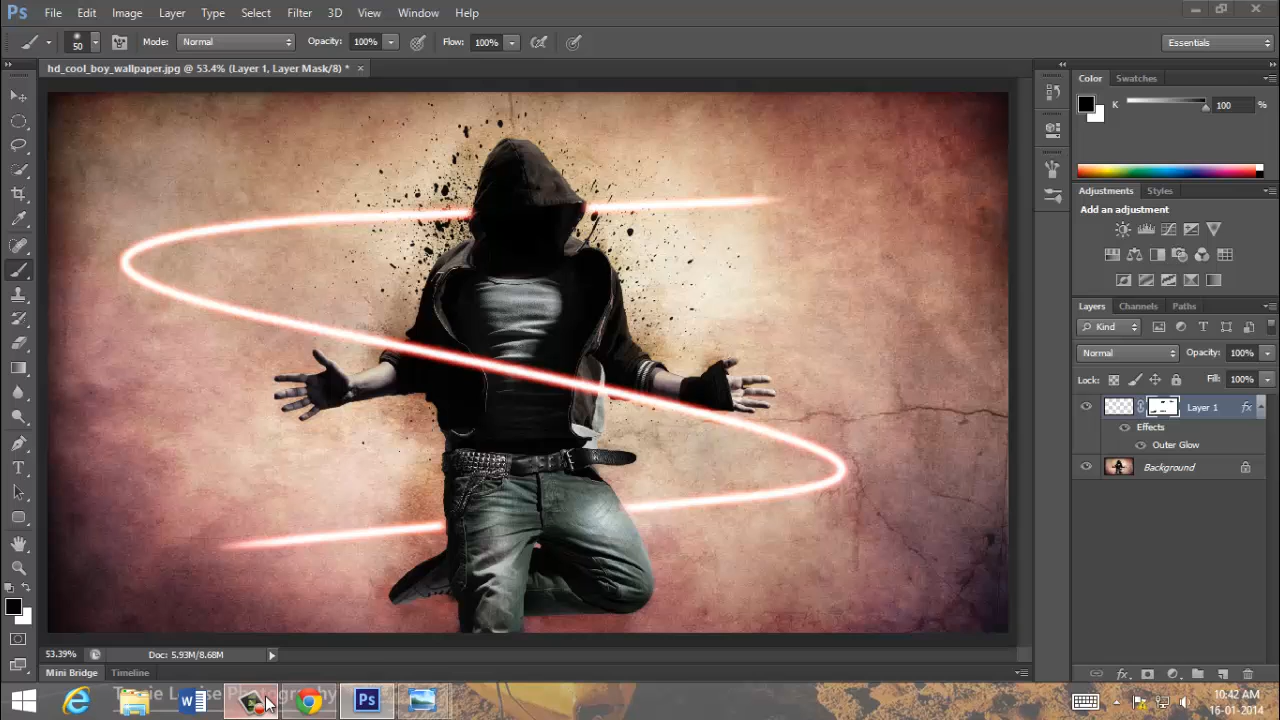 Ps File Edit Image Layer Type Select Filter 3D View Window Help
50 Mode: Normal Opacity: 100% Flow: 100% Essentials
hd_cool_boy_wallpaper.jpg @ 53.4% (Layer 1, Layer Mask/8) *
Color Swatches
K 100 %
Adjustments Styles
Add an adjustment
Layers Channels Paths
Kind
Normal Opacity: 100%
Lock: Fill: 100%
Layer 1 fx
Effects
Outer Glow
Background
53.39% Doc: 5.93M/8.68M
Mini Bridge Timeline
Photography
Ps
10:42 AM
16-01-2014